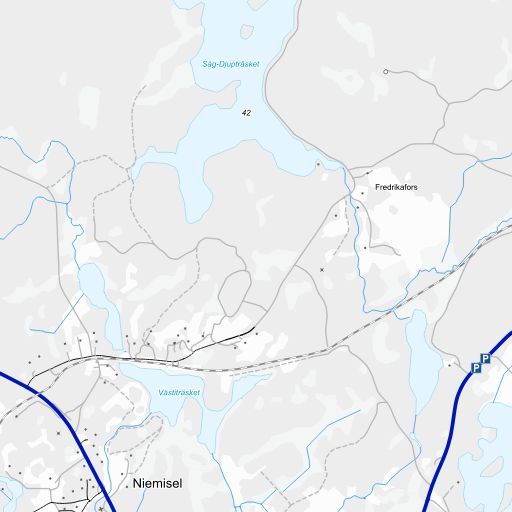 Såg-Djupträsket
42
Fredrikafors
P
P
Västiträsket
Niemisel